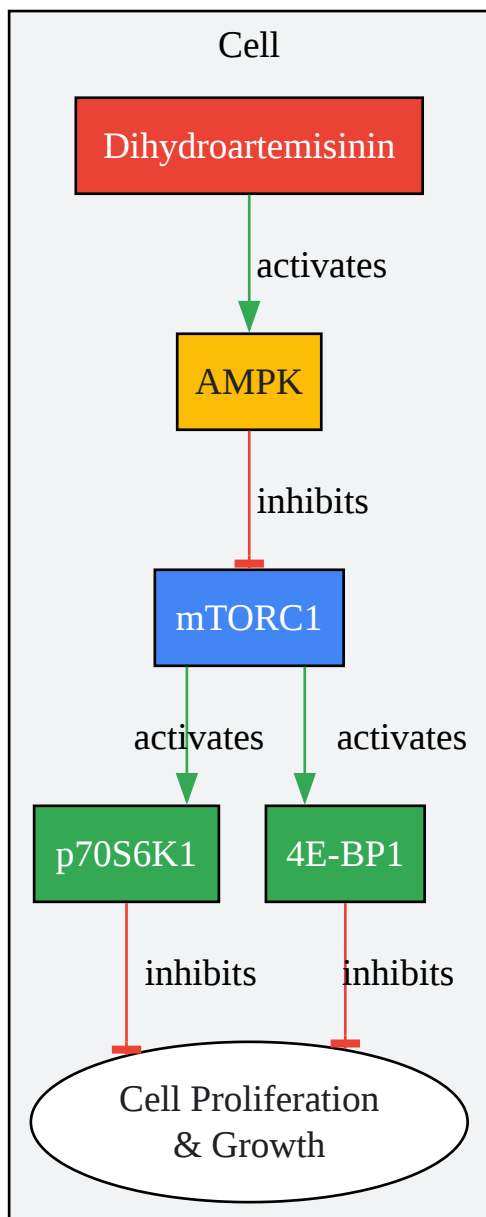 Cell
Dihydroartemisinin
activates
AMPK
inhibits
mTORC1
activates
activates
p70S6K1
4E-BP1
inhibits
inhibits
Cell Proliferation
& Growth